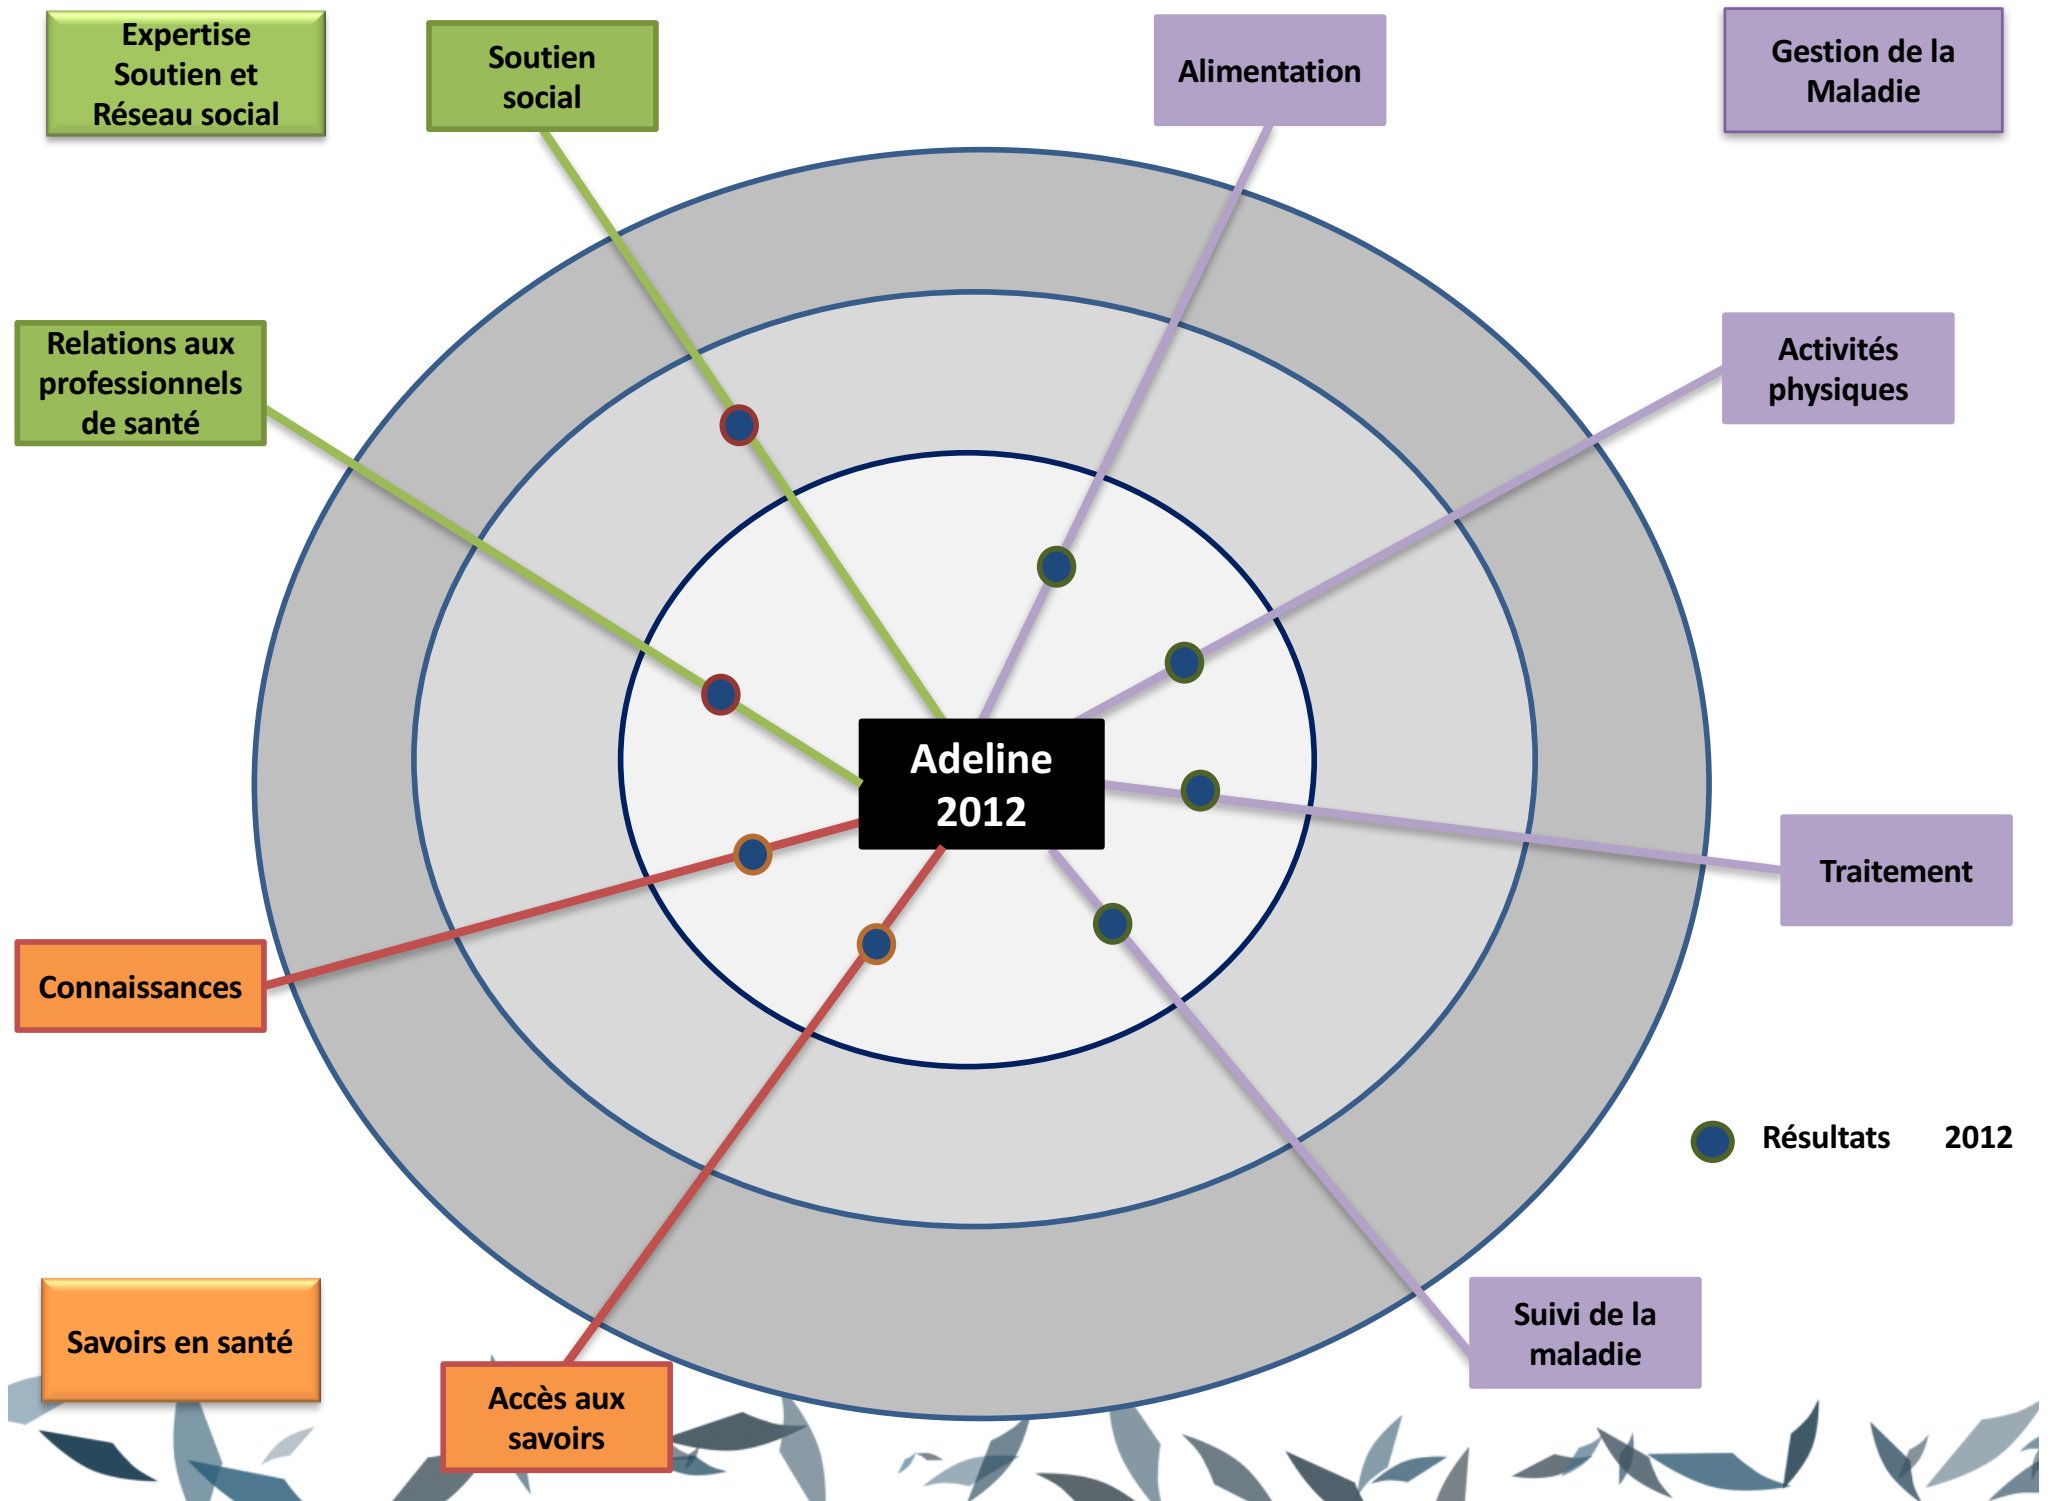 Expertise
Soutien et
Réseau social
Soutien
social
Alimentation
Gestion de la
Maladie
Relations aux
professionnels
de santé
Activités
physiques
Adeline
2012
Traitement
Connaissances
Résultats 2012
Savoirs en santé
Accès aux
savoirs
Suivi de la
maladie